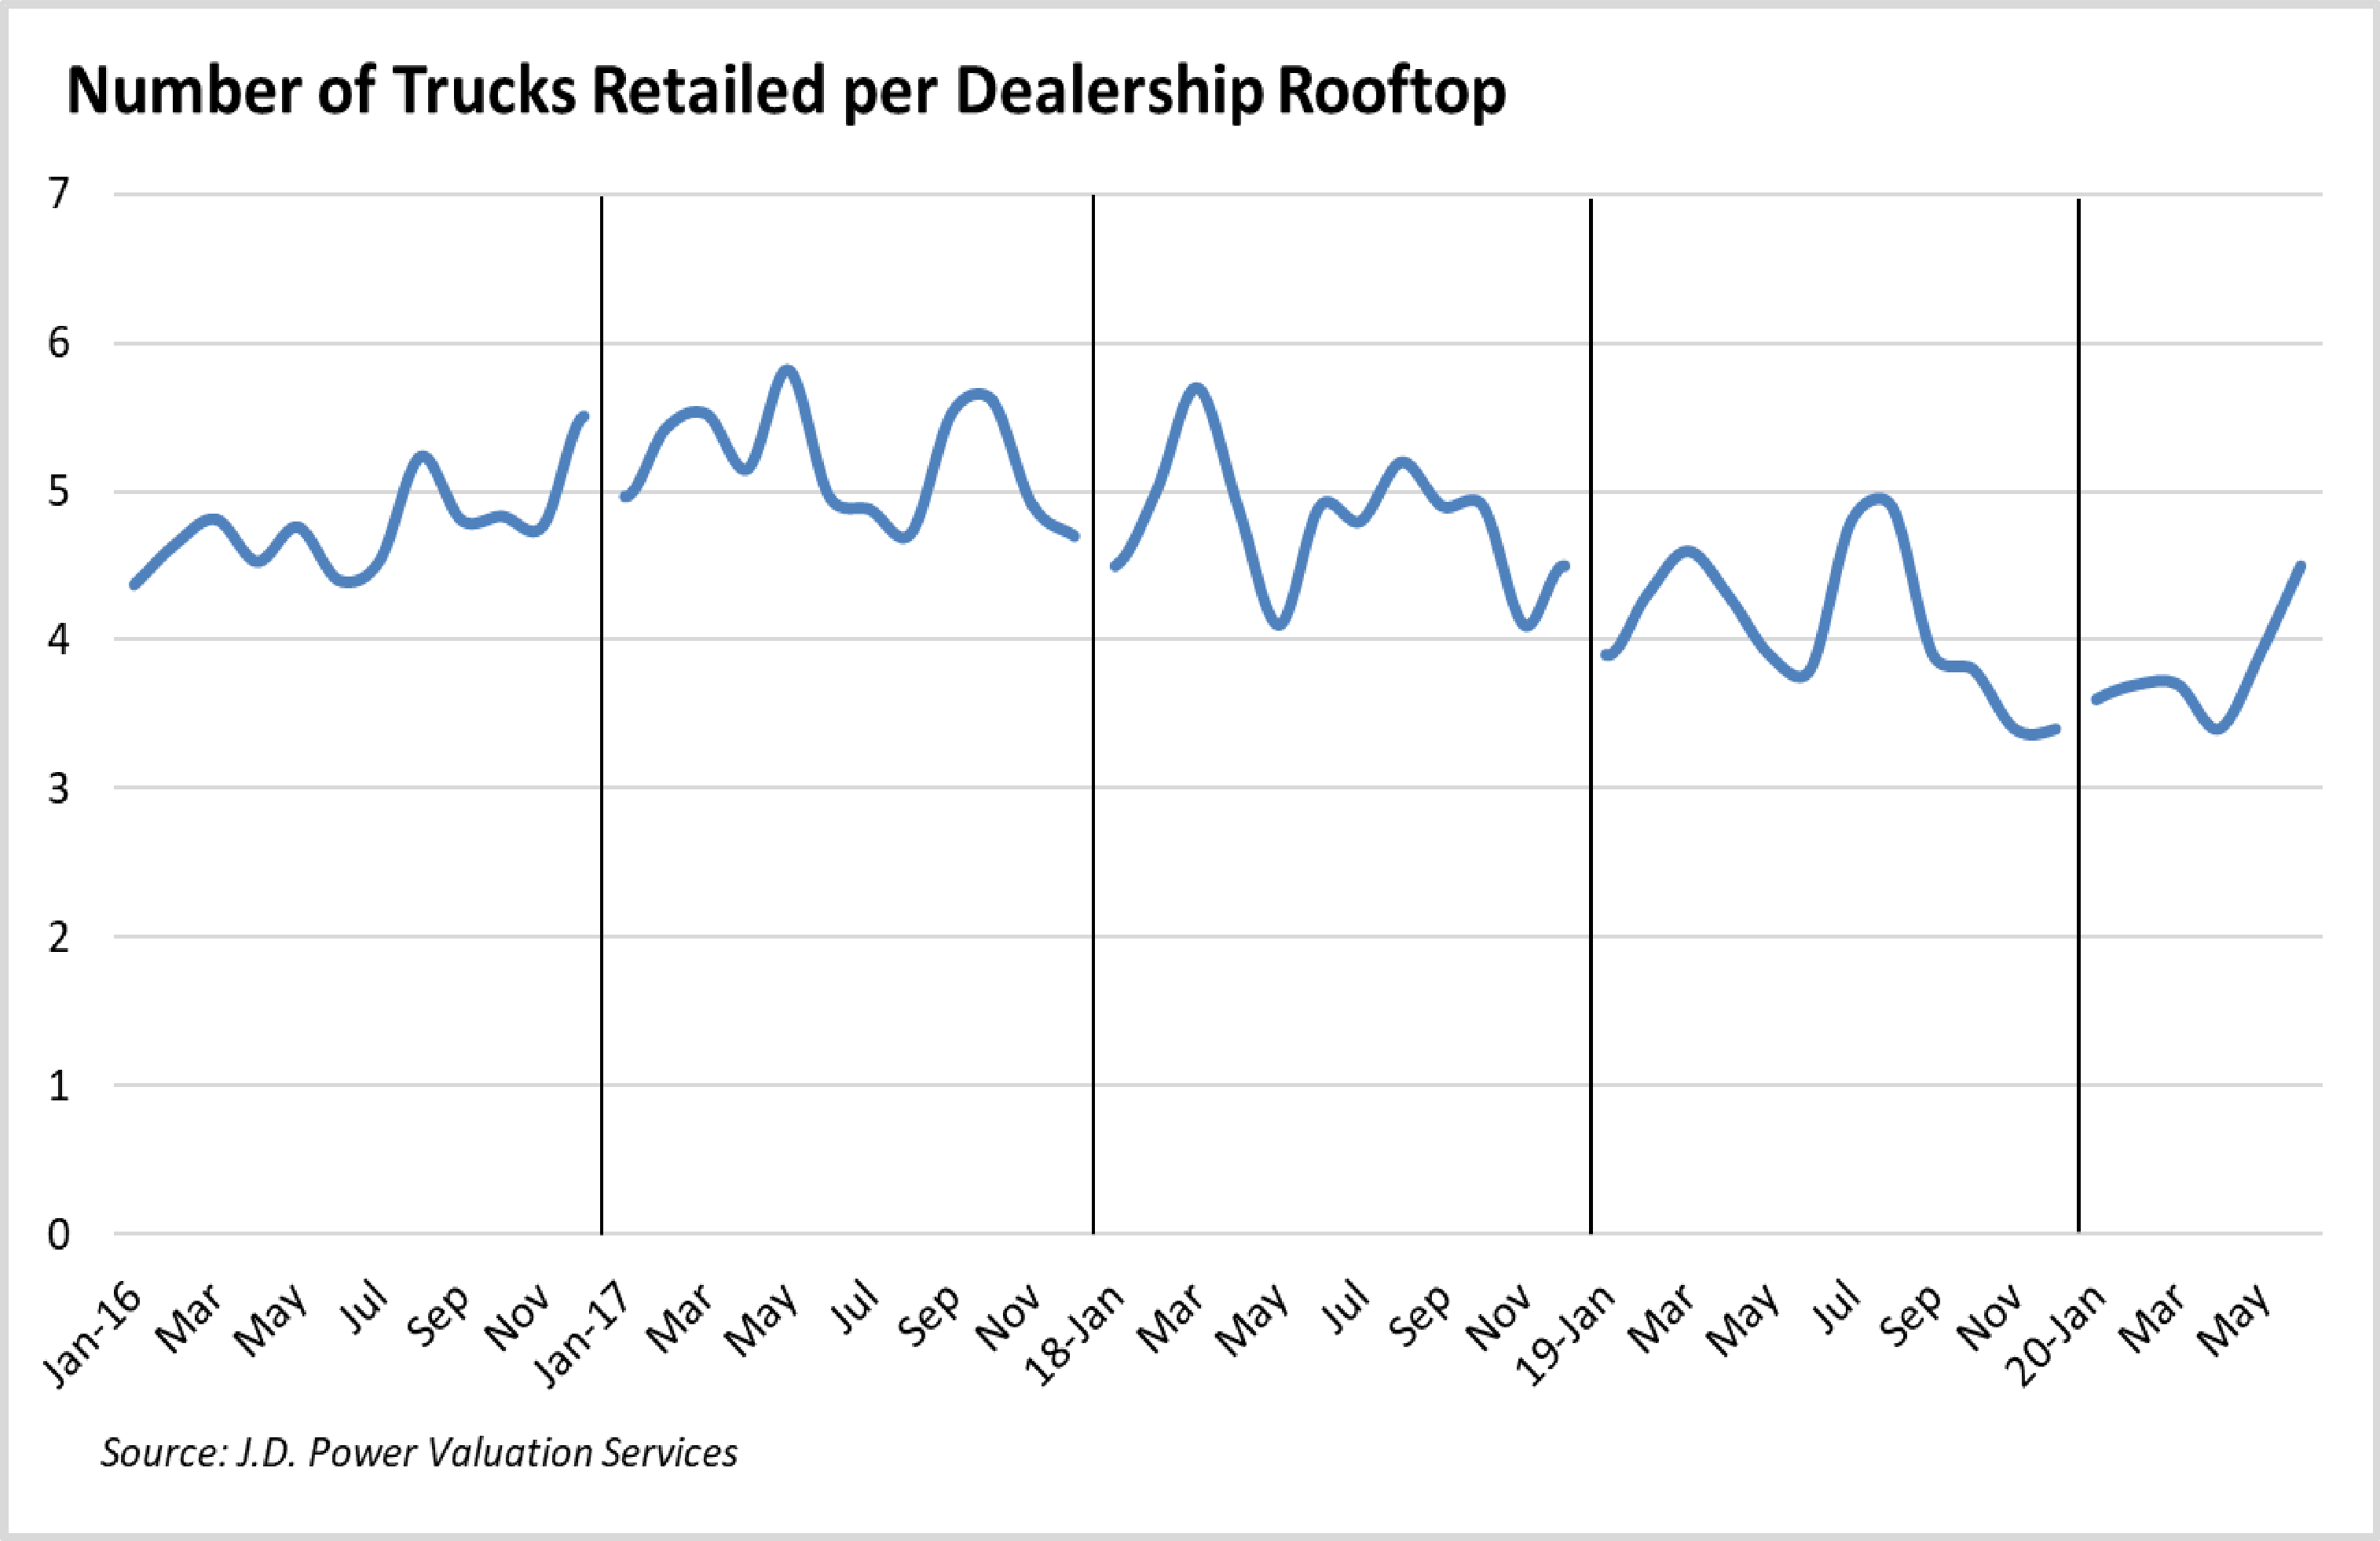 Number of Trucks Retailed per Dealership Rooftop
7
6
5
4
3
2
1
0
Jan-16 Mar May Jul Sep Nov Jan-17 Mar May Jul Sep Nov 18-Jan Mar May Jul Sep Nov 19-Jan Mar May Jul Sep Nov 20-Jan Mar May
Source: J.D. Power Valuation Services